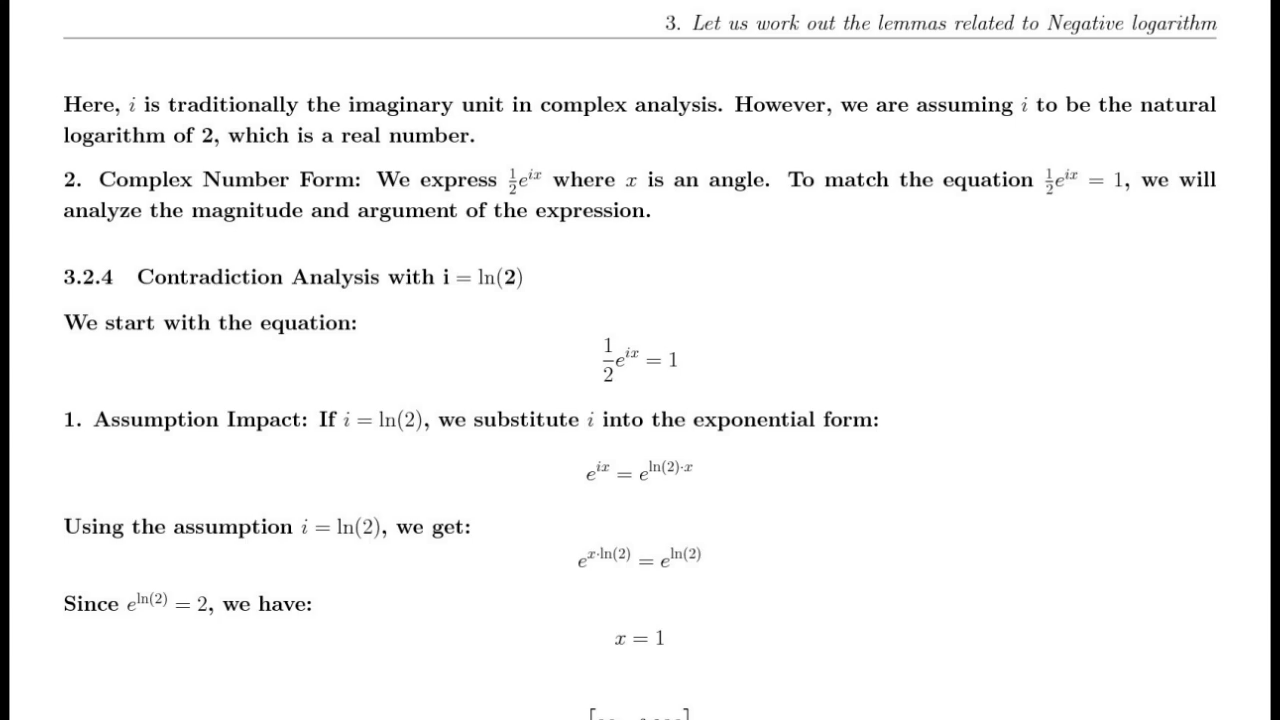 3. Let us work out the lemmas related to Negative logarithm
Here, i is traditionally the imaginary unit in complex analysis. However, we are assuming i to be the natural
logarithm of 2, which is a real number.
2. Complex Number Form: We express ½e^{ix} where x is an angle. To match the equation ½e^{ix} = 1, we will
analyze the magnitude and argument of the expression.
3.2.4 Contradiction Analysis with i = ln(2)
We start with the equation:
½e^{ix} = 1
1. Assumption Impact: If i = ln(2), we substitute i into the exponential form:
e^{ix} = e^{ln(2)·x}
Using the assumption i = ln(2), we get:
e^{x·ln(2)} = e^{ln(2)}
Since e^{ln(2)} = 2, we have:
x = 1